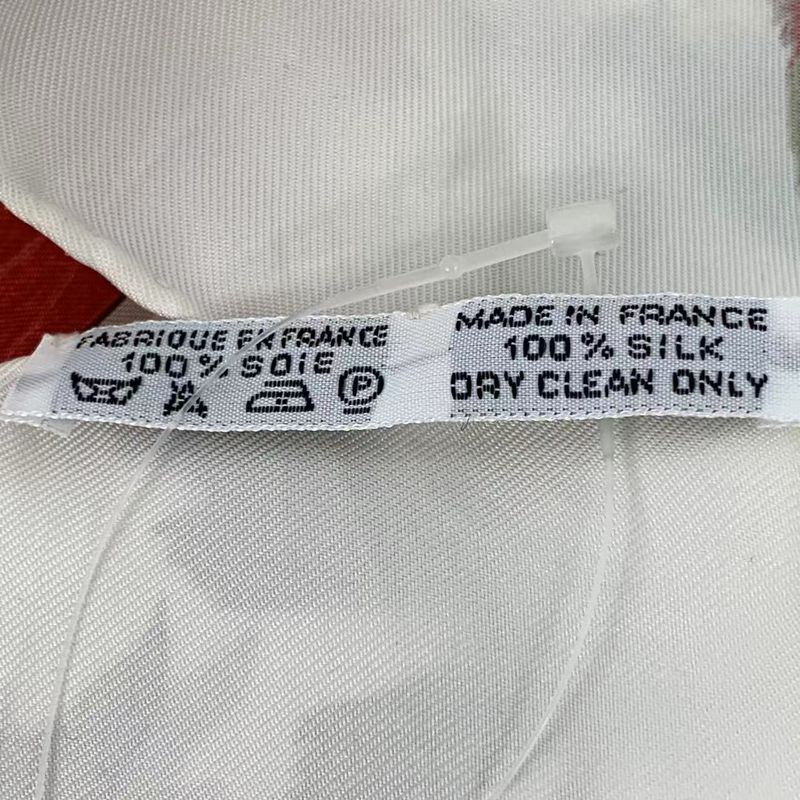 FABRIQUE EN FRANCE
100% SOIE
P
MADE IN FRANCE
100% SILK
DRY CLEAN ONLY